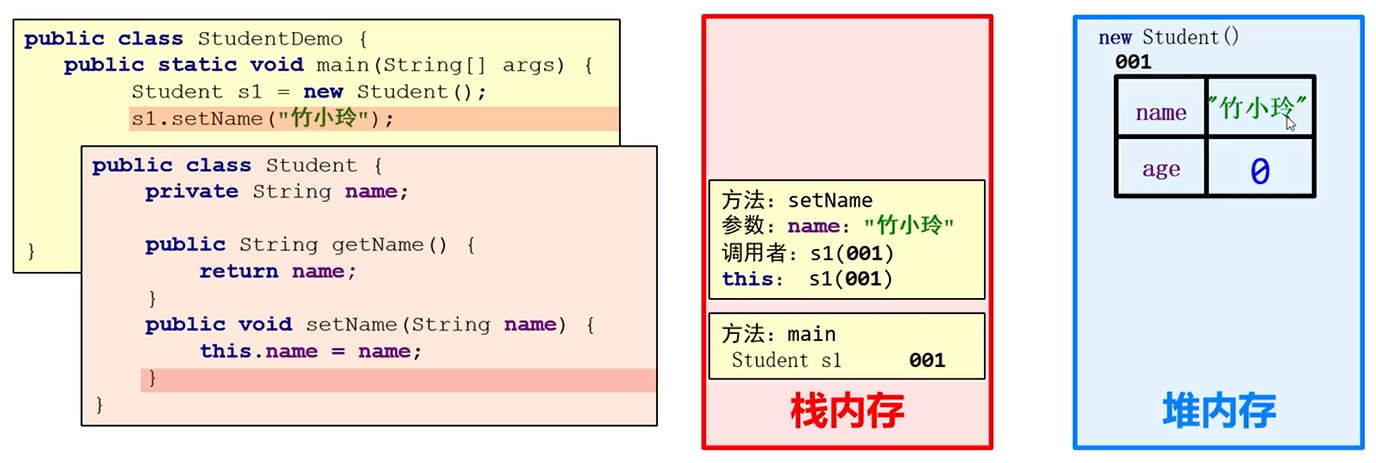 public class StudentDemo {
public static void main(String[] args) {
Student s1 = new Student();
s1.setName("竹小玲");
}
public class Student {
private String name;
public String getName() {
return name;
}
public void setName(String name) {
this.name = name;
}
}
方法: setName
参数: name: "竹小玲"
调用者: s1(001)
this: s1(001)
方法: main
Student s1 001
栈内存
new Student()
001
name "竹小玲"
age 0
堆内存